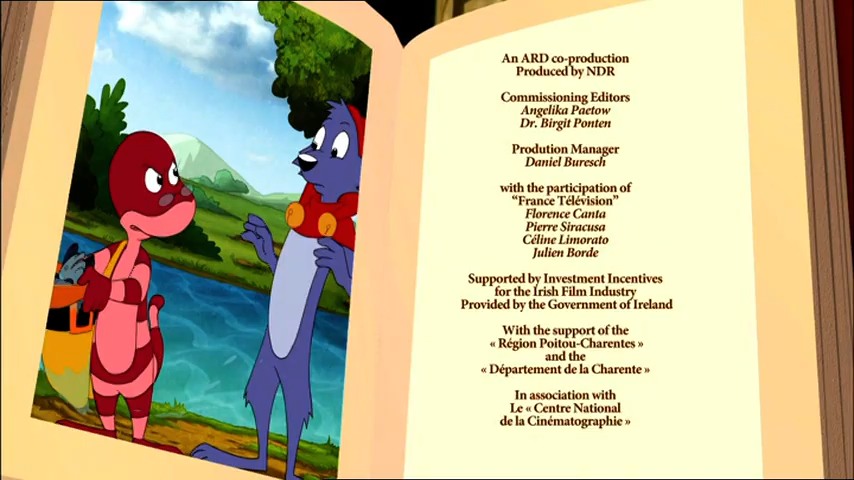 An ARD co-production
Produced by NDR
Commissioning Editors
Angelika Paetow
Dr. Birgit Ponten
Prodution Manager
Daniel Buresch
with the participation of
“France Télévision”
Florence Canta
Pierre Siracusa
Céline Limorato
Julien Borde
Supported by Investment Incentives
for the Irish Film Industry
Provided by the Government of Ireland
With the support of the
« Région Poitou-Charentes »
and the
« Département de la Charente »
In association with
Le « Centre National
de la Cinématographie »